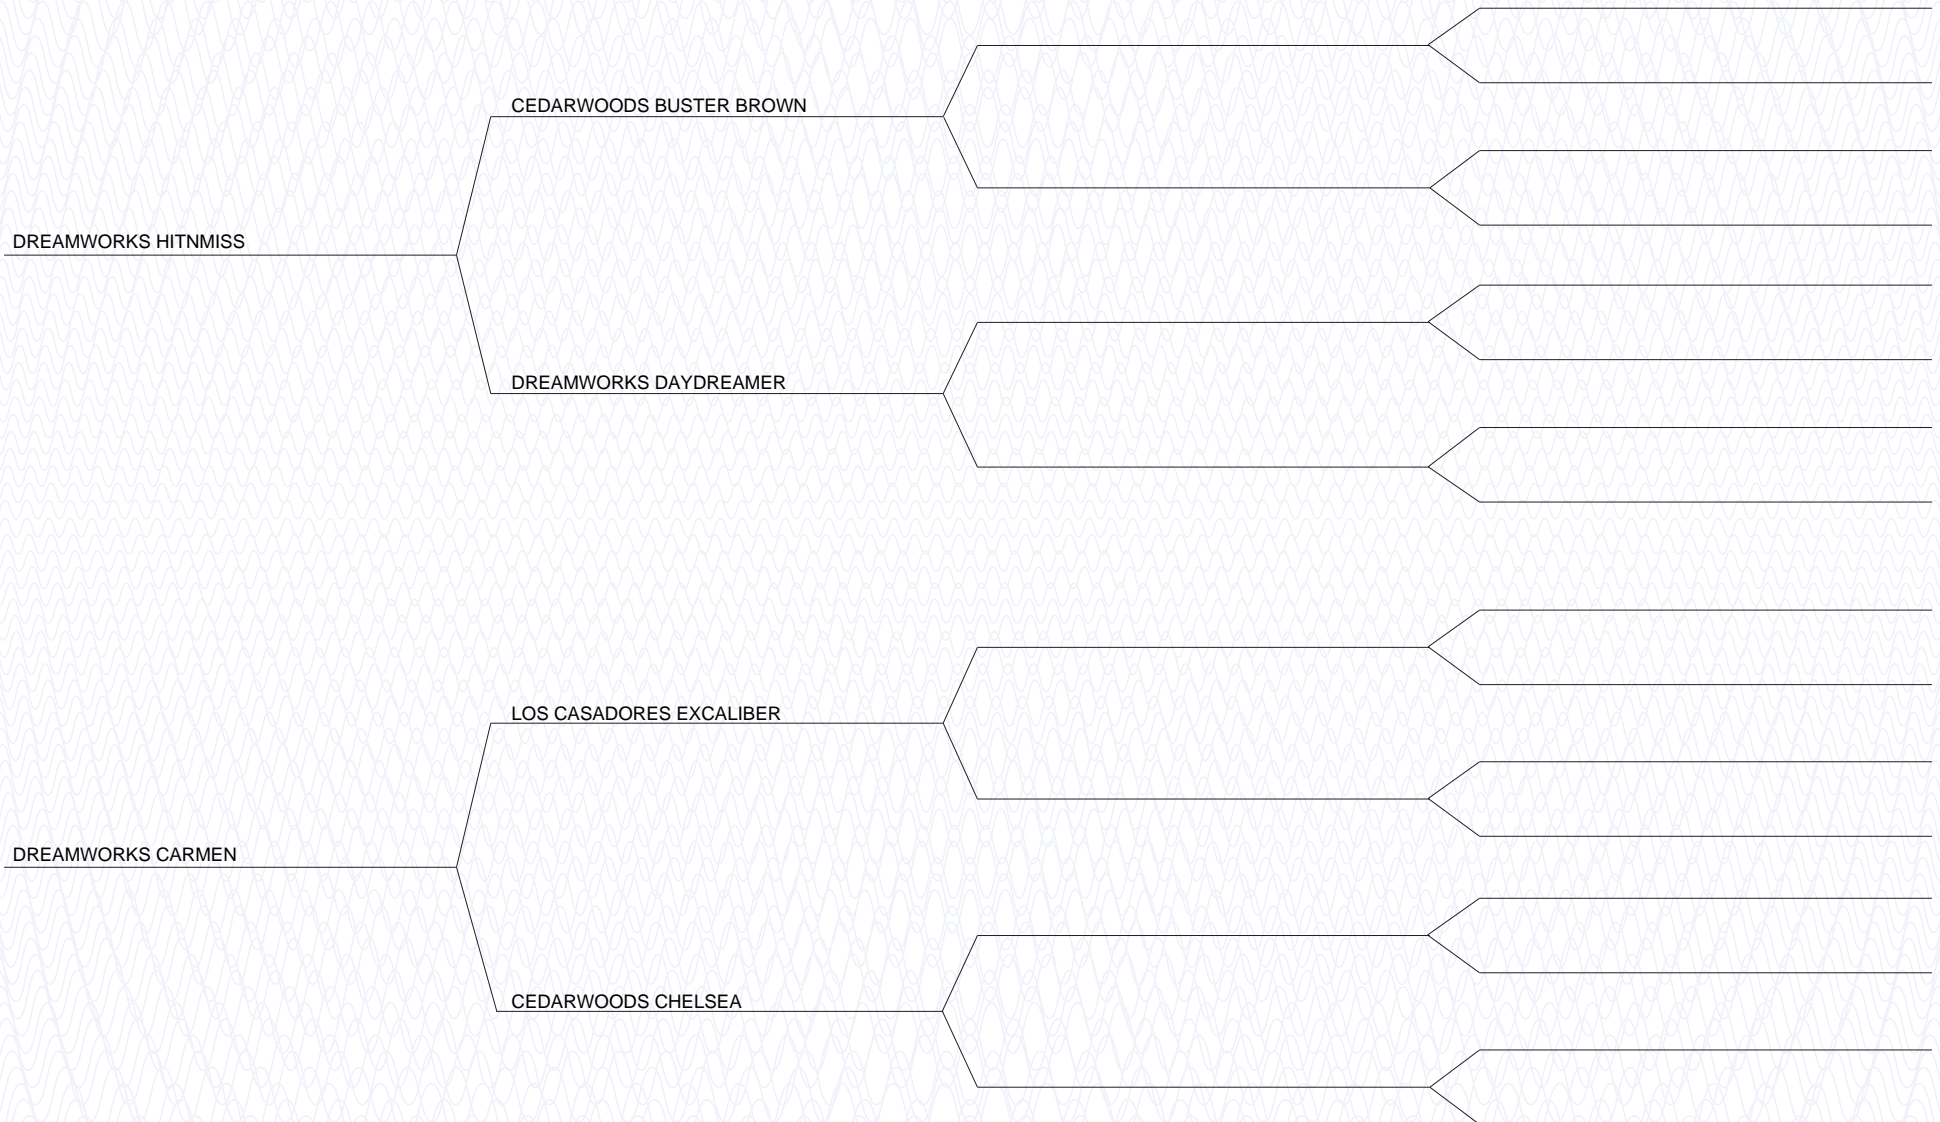 CEDARWOODS BUSTER BROWN
DREAMWORKS HITNMISS
DREAMWORKS DAYDREAMER
LOS CASADORES EXCALIBER
DREAMWORKS CARMEN
CEDARWOODS CHELSEA